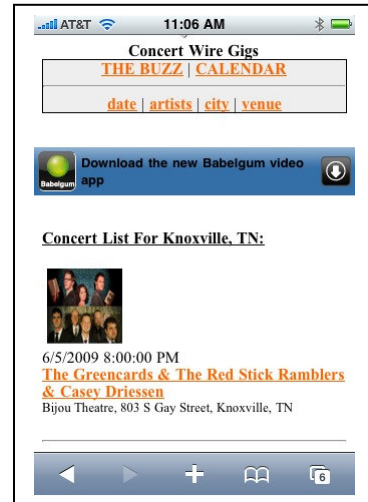 AT&T 11:06 AM
Concert Wire Gigs
THE BUZZ | CALENDAR
date | artists | city | venue
Babelgum
Download the new Babelgum video
app
Concert List For Knoxville, TN:
6/5/2009 8:00:00 PM
The Greencards & The Red Stick Ramblers
& Casey Driessen
Bijou Theatre, 803 S Gay Street, Knoxville, TN
6